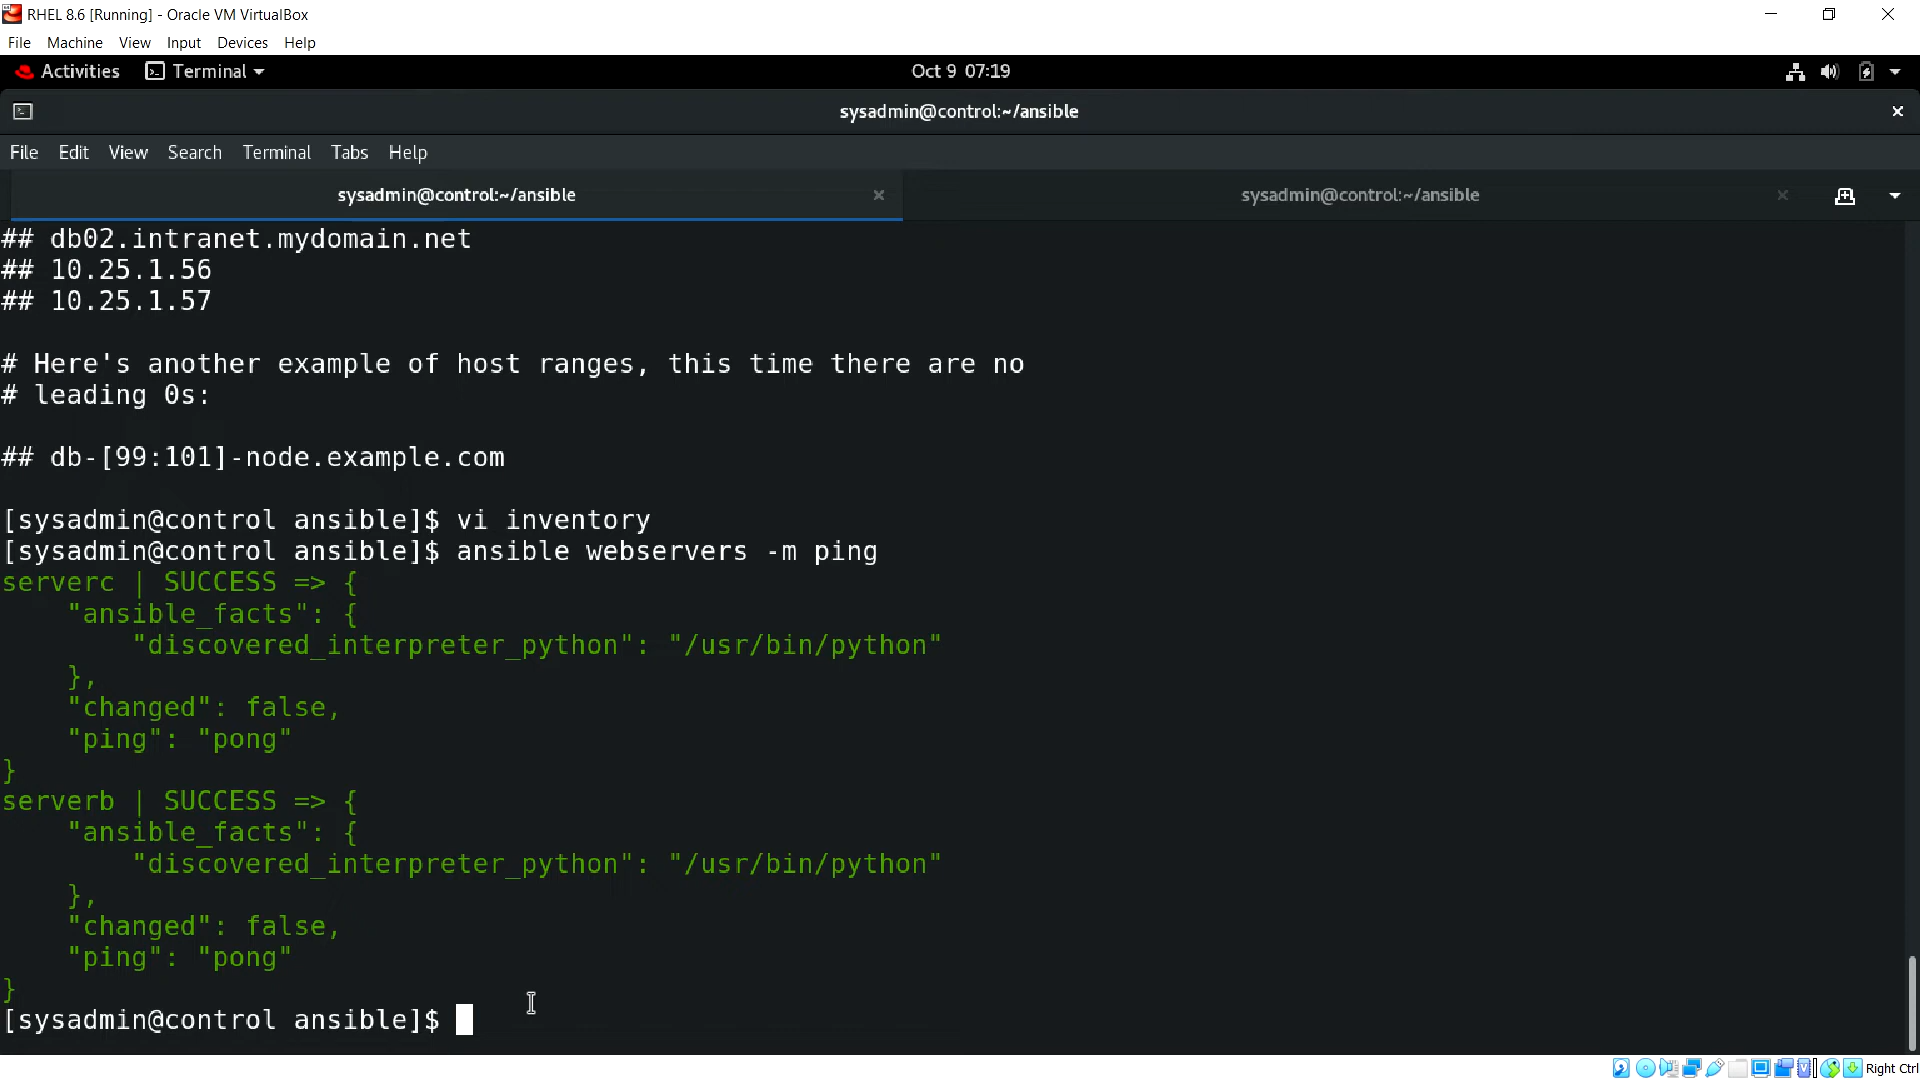 RHEL 8.6 [Running] - Oracle VM VirtualBox
File Machine View Input Devices Help
Activities Terminal Oct 9 07:19
sysadmin@control:~/ansible
File Edit View Search Terminal Tabs Help
sysadmin@control:~/ansible sysadmin@control:~/ansible
## db02.intranet.mydomain.net
## 10.25.1.56
## 10.25.1.57
# Here's another example of host ranges, this time there are no
# leading 0s:
## db-[99:101]-node.example.com
[sysadmin@control ansible]$ vi inventory
[sysadmin@control ansible]$ ansible webservers -m ping
serverc | SUCCESS => {
    "ansible_facts": {
        "discovered_interpreter_python": "/usr/bin/python"
    },
    "changed": false,
    "ping": "pong"
}
serverb | SUCCESS => {
    "ansible_facts": {
        "discovered_interpreter_python": "/usr/bin/python"
    },
    "changed": false,
    "ping": "pong"
}
[sysadmin@control ansible]$
Right Ctrl